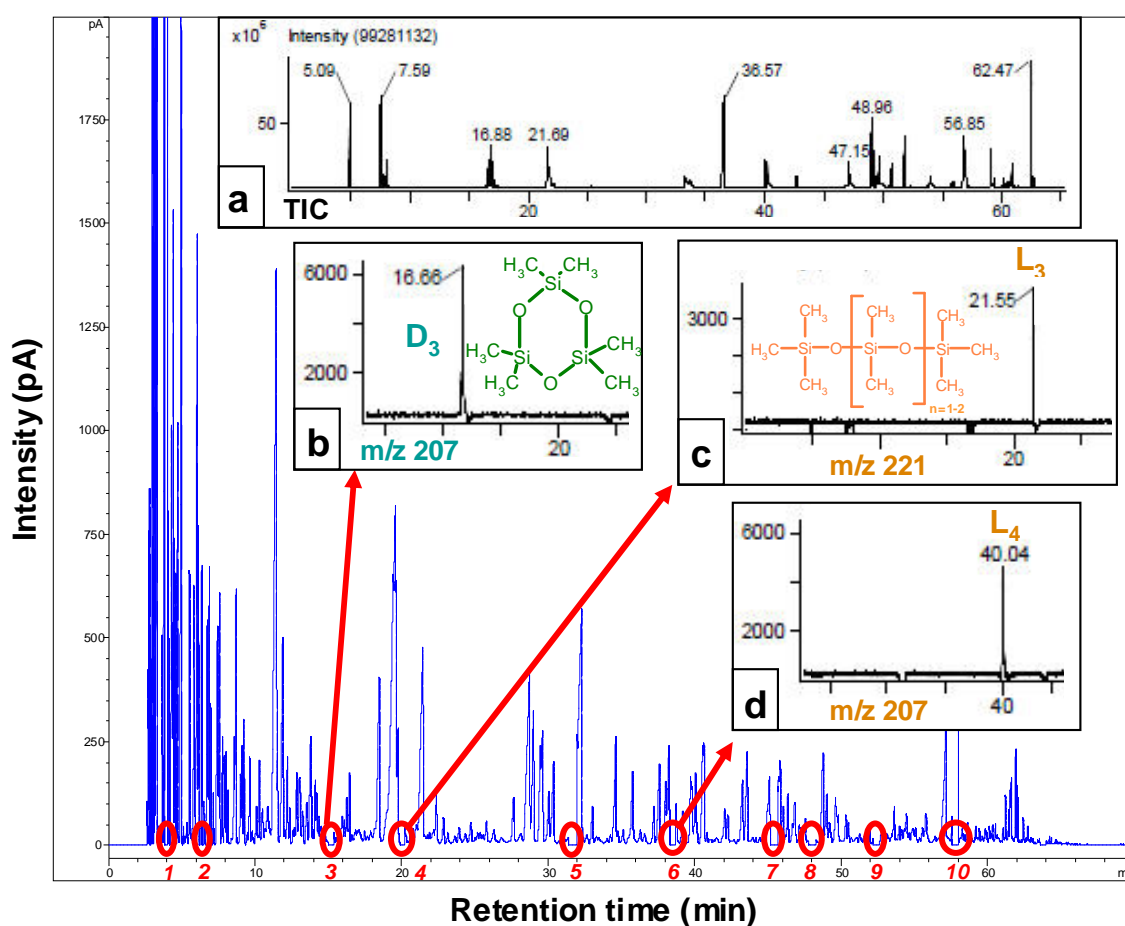 pA
x10⁶ Intensity (99281132)
5.09
7.59
36.57
62.47
1750
50
16.88
21.69
48.96
47.15
56.85
a
TIC
20
40
60
1500
1250
1000
750
500
250
0
6000
16.66
D₃
2000
H₃C CH₃
Si
O O
H₃C Si Si CH₃
H₃C O CH₃
b
m/z 207
20
L₃
21.55
3000
CH₃ CH₃ CH₃
H₃C Si O Si O Si CH₃
CH₃ CH₃ CH₃
n=1-2
c
m/z 221
20
L₄
6000
40.04
2000
d
m/z 207
40
Intensity (pA)
0
10
20
30
40
50
60
m
1
2
3
4
5
6
7
8
9
10
Retention time (min)